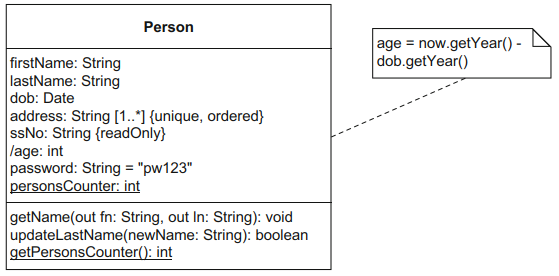 Person
firstName: String
lastName: String
dob: Date
address: String [1..*] {unique, ordered}
ssNo: String {readOnly}
/age: int
password: String = "pw123"
personsCounter: int
getName(out fn: String, out ln: String): void
updateLastName(newName: String): boolean
getPersonsCounter(): int
age = now.getYear() -
dob.getYear()